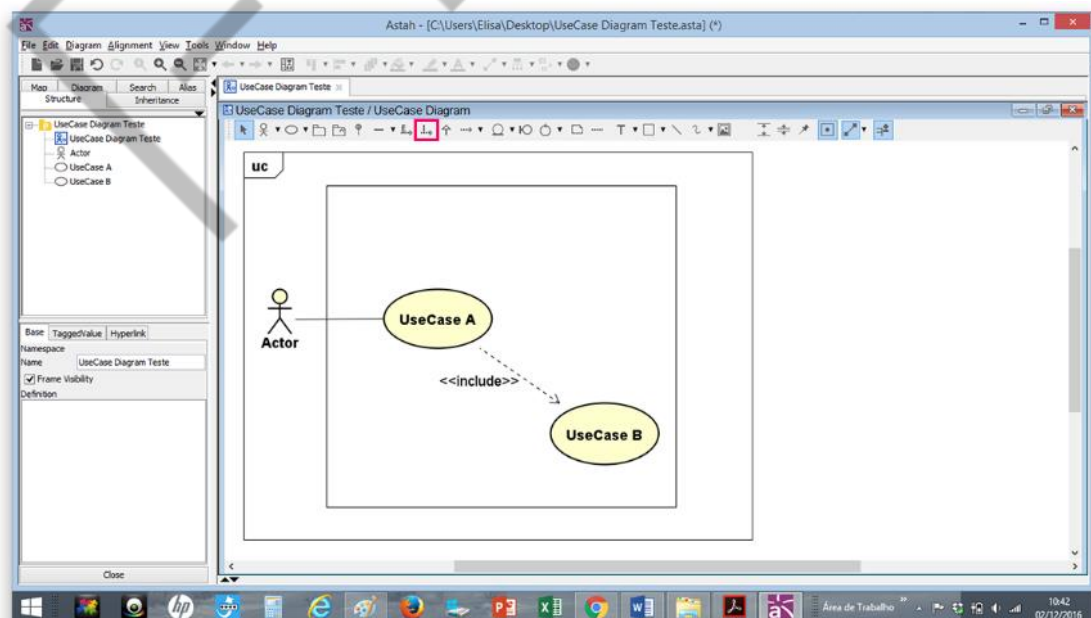 Astah - [C:\Users\Elisa\Desktop\UseCase Diagram Teste.asta] (*)
File Edit Diagram Alignment View Tools Window Help
Map Diagram Search Alias
Structure Inheritance
UseCase Diagram Teste
UseCase Diagram Teste
Actor
UseCase A
UseCase B
Base TaggedValue Hyperlink
Namespace
Name UseCase Diagram Teste
Frame Visibility
Definition
Close
UseCase Diagram Teste
UseCase Diagram Teste / UseCase Diagram
T
uc
Actor
UseCase A
<<include>>
UseCase B
hp
Área de Trabalho
10:42
02/12/2016